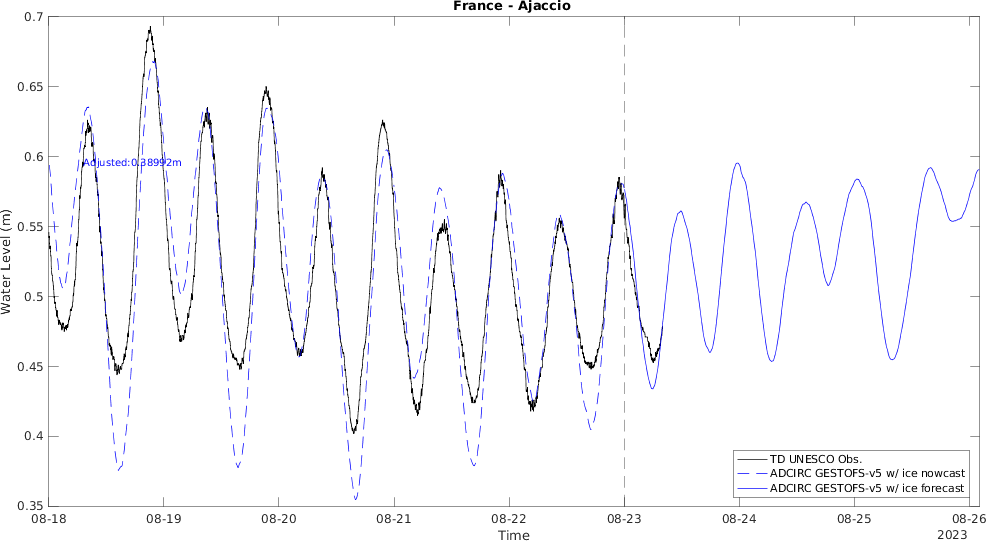 France - Ajaccio
0.7
0.65
0.6
0.55
0.5
0.45
0.4
0.35
Water Level (m)
Adjusted:0.38992m
TD UNESCO Obs.
ADCIRC GESTOFS-v5 w/ ice nowcast
ADCIRC GESTOFS-v5 w/ ice forecast
08-18 08-19 08-20 08-21 08-22 08-23 08-24 08-25 08-26
Time
2023